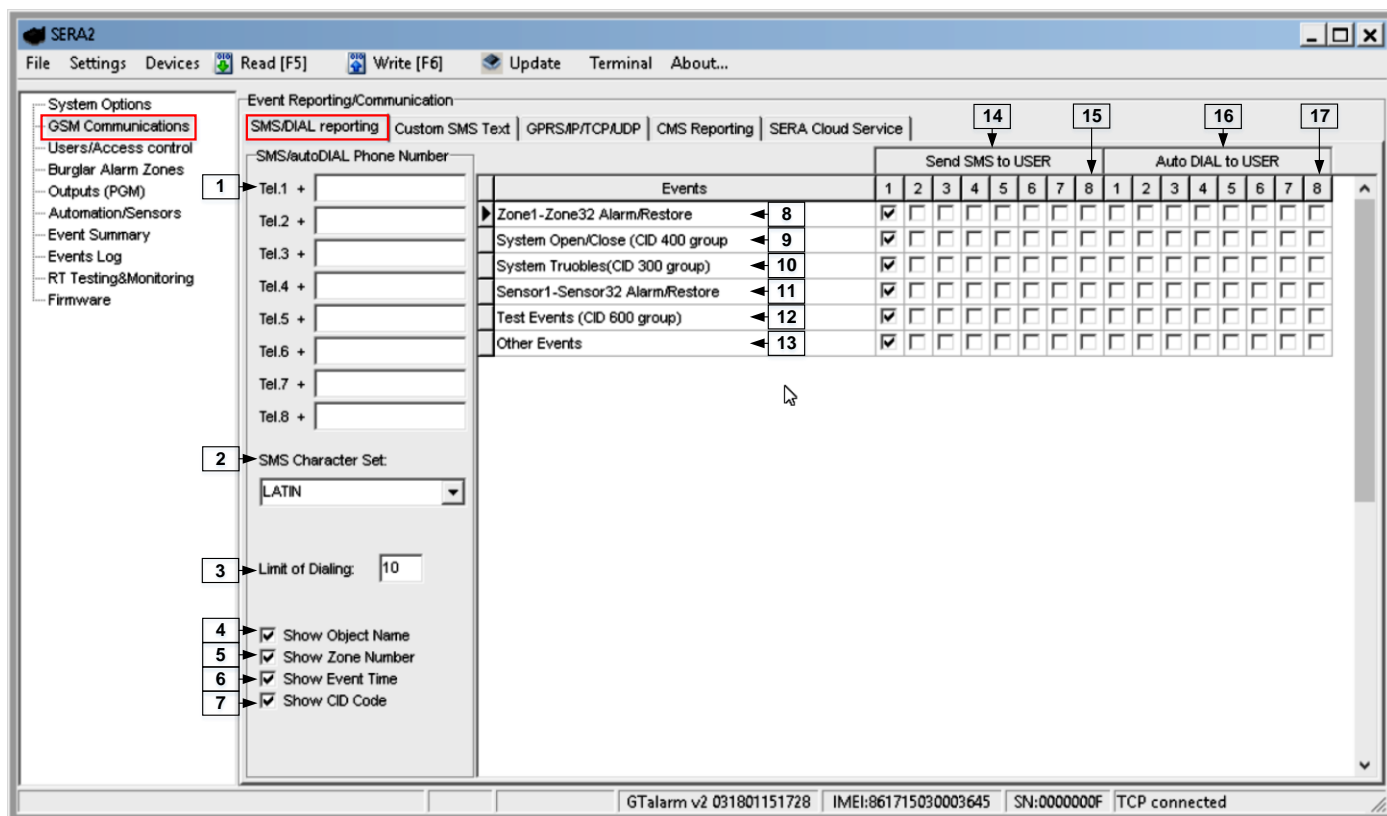 SERA2
File Settings Devices Read [F5] Write [F6] Update Terminal About...
System Options
GSM Communications
Users/Access control
Burglar Alarm Zones
Outputs (PGM)
Automation/Sensors
Event Summary
Events Log
RT Testing&Monitoring
Firmware
Event Reporting/Communication
SMS/DIAL reporting Custom SMS Text GPRS/IP/TCP/UDP CMS Reporting SERA Cloud Service
14 15 16 17
SMS/autoDIAL Phone Number
1 Tel.1 +
Tel.2 +
Tel.3 +
Tel.4 +
Tel.5 +
Tel.6 +
Tel.7 +
Tel.8 +
2 SMS Character Set:
LATIN
3 Limit of Dialing: 10
4 Show Object Name
5 Show Zone Number
6 Show Event Time
7 Show CID Code
Send SMS to USER Auto DIAL to USER
Events 1 2 3 4 5 6 7 8 1 2 3 4 5 6 7 8
Zone1-Zone32 Alarm/Restore 8
System Open/Close (CID 400 group 9
System Truobles(CID 300 group) 10
Sensor1-Sensor32 Alarm/Restore 11
Test Events (CID 600 group) 12
Other Events 13
GTalarm v2 031801151728 IMEI:861715030003645 SN:0000000F TCP connected